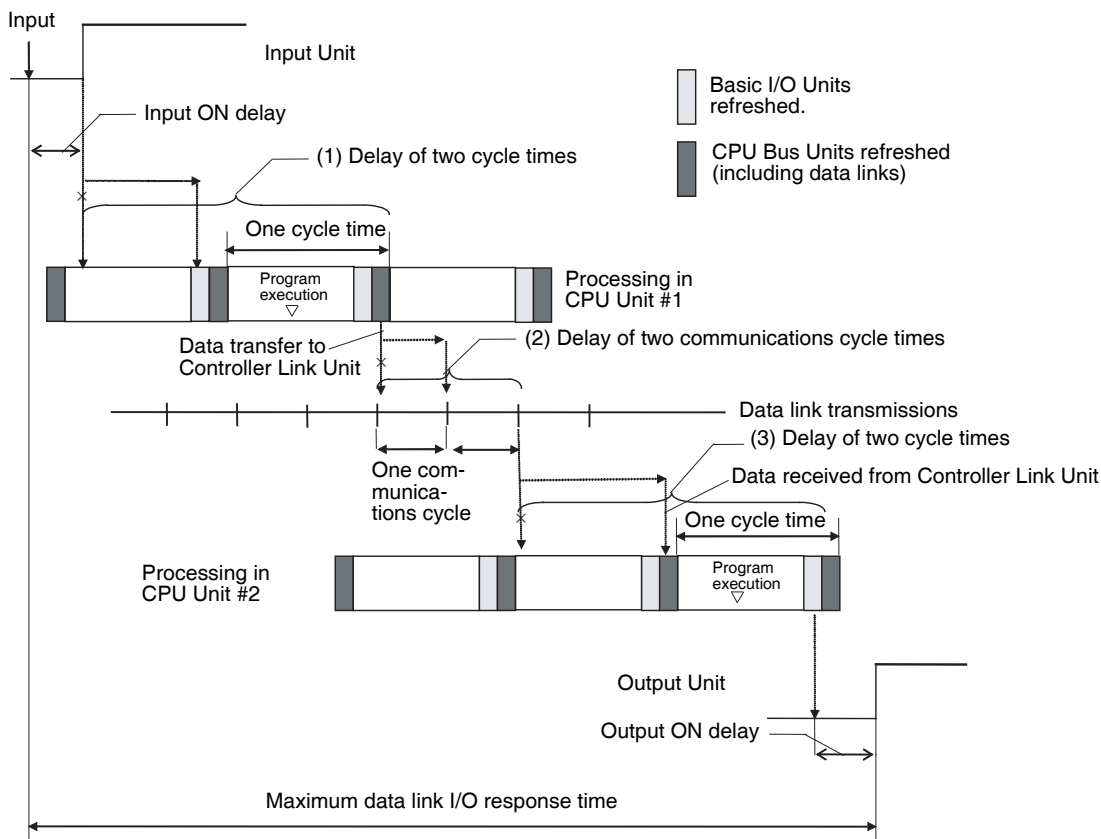 Input
Input Unit
Basic I/O Units
refreshed.
Input ON delay
CPU Bus Units refreshed
(including data links)
(1) Delay of two cycle times
One cycle time
Program
execution
Processing in
CPU Unit #1
Data transfer to
Controller Link Unit
(2) Delay of two communications cycle times
Data link transmissions
(3) Delay of two cycle times
One com-
munica-
tions cycle
Data received from Controller Link Unit
One cycle time
Processing in
CPU Unit #2
Program
execution
Output Unit
Output ON delay
Maximum data link I/O response time